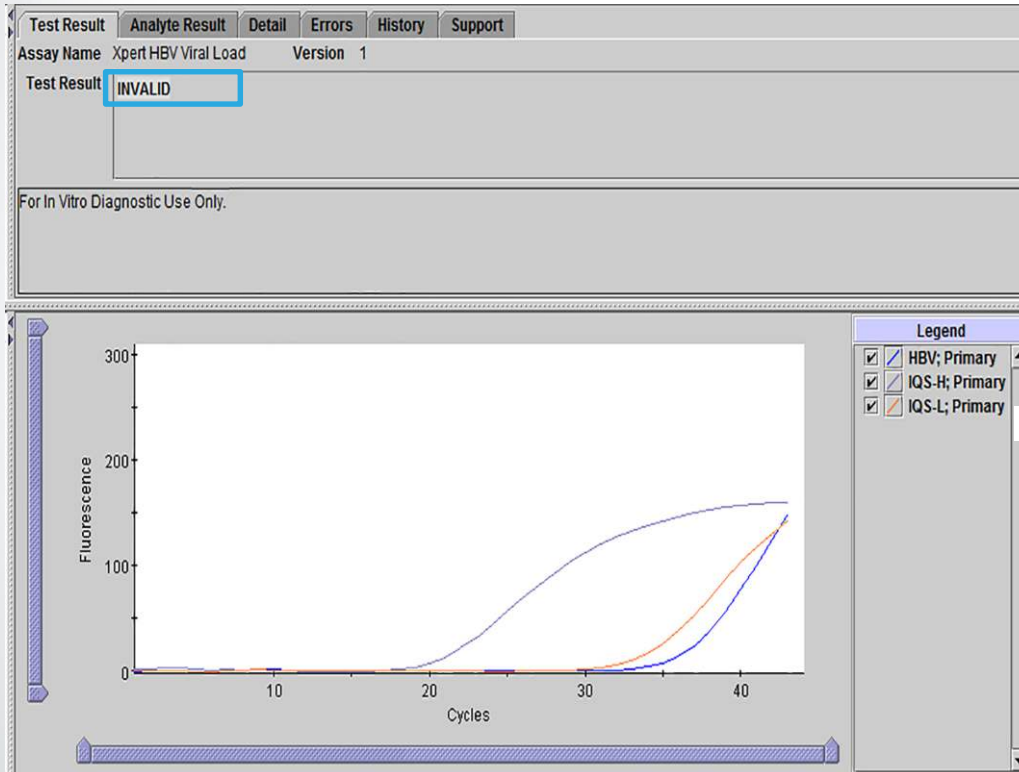 Test Result Analyte Result Detail Errors History Support
Assay Name Xpert HBV Viral Load Version 1
Test Result INVALID
For In Vitro Diagnostic Use Only.
Legend
HBV; Primary
IQS-H; Primary
IQS-L; Primary
300
200
100
0
Fluorescence
10 20 30 40
Cycles